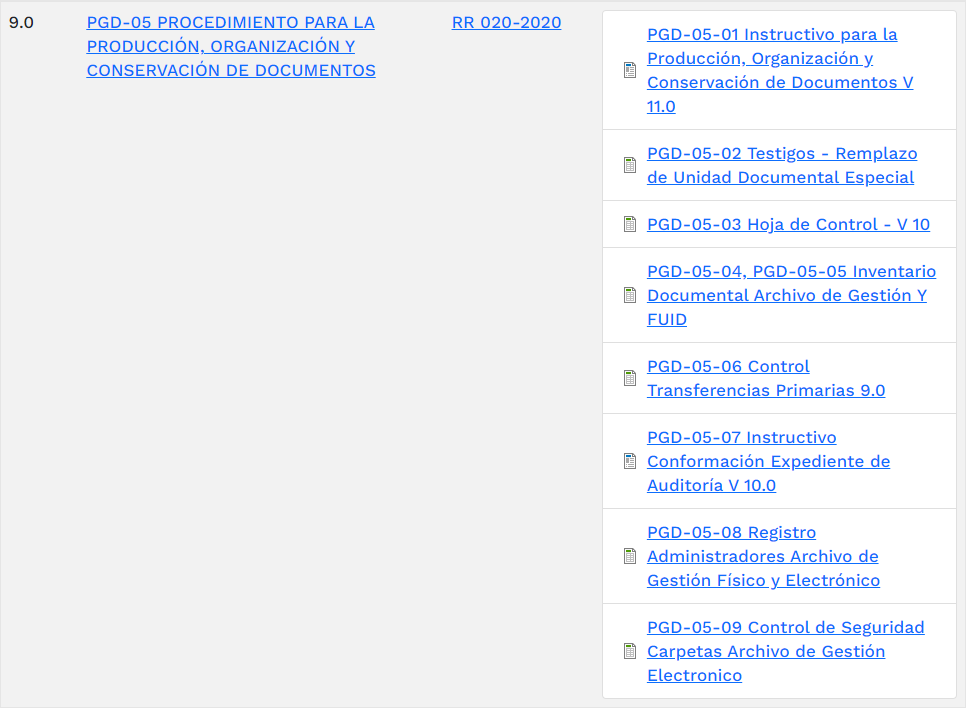 9.0
PGD-05 PROCEDIMIENTO PARA LA
PRODUCCIÓN, ORGANIZACIÓN Y
CONSERVACIÓN DE DOCUMENTOS
RR 020-2020
PGD-05-01 Instructivo para la
Producción, Organización y
Conservación de Documentos V
11.0
PGD-05-02 Testigos - Remplazo
de Unidad Documental Especial
PGD-05-03 Hoja de Control - V 10
PGD-05-04, PGD-05-05 Inventario
Documental Archivo de Gestión Y
FUID
PGD-05-06 Control
Transferencias Primarias 9.0
PGD-05-07 Instructivo
Conformación Expediente de
Auditoría V 10.0
PGD-05-08 Registro
Administradores Archivo de
Gestión Físico y Electrónico
PGD-05-09 Control de Seguridad
Carpetas Archivo de Gestión
Electronico